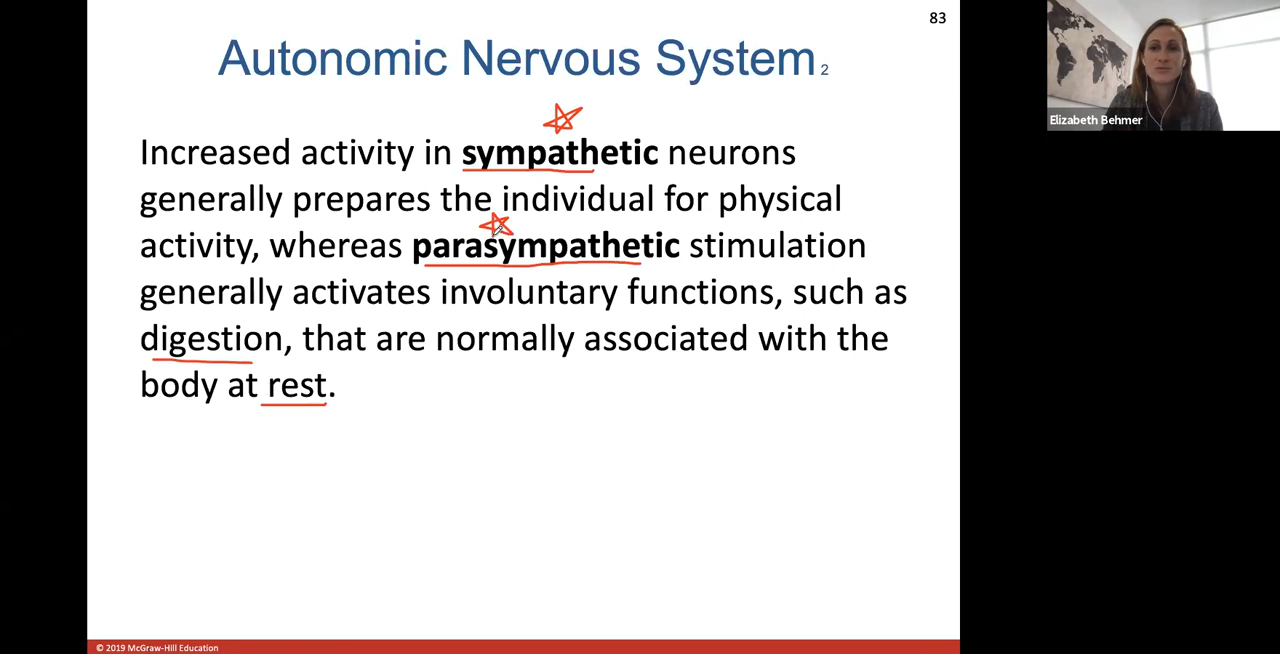 83
Autonomic Nervous System 2
Elizabeth Behmer
Increased activity in sympathetic neurons
generally prepares the individual for physical
activity, whereas parasympathetic stimulation
generally activates involuntary functions, such as
digestion, that are normally associated with the
body at rest.
© 2019 McGraw-Hill Education